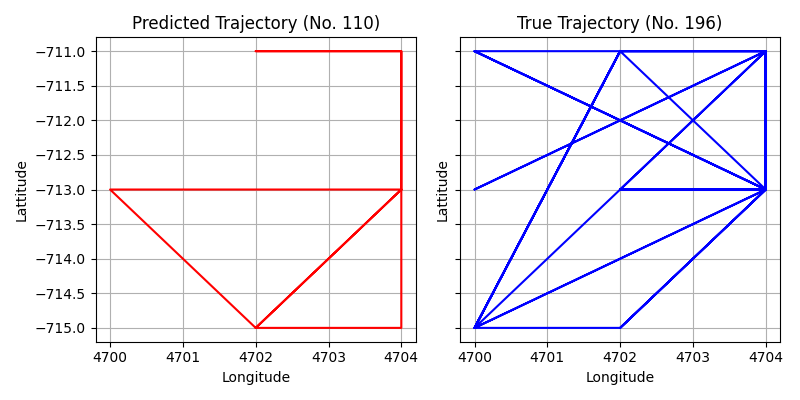 Predicted Trajectory (No. 110)
True Trajectory (No. 196)
−711.0
−711.5
−712.0
−712.5
−713.0
−713.5
−714.0
−714.5
−715.0
Lattitude
Lattitude
4700 4701 4702 4703 4704
4700 4701 4702 4703 4704
Longitude
Longitude